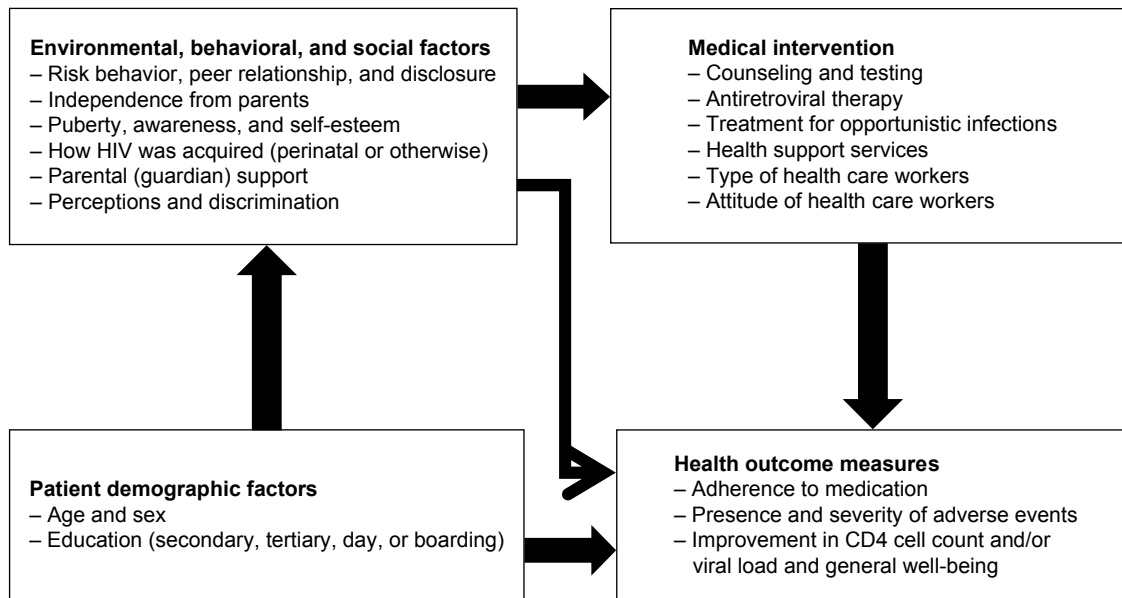 Environmental, behavioral, and social factors
– Risk behavior, peer relationship, and disclosure
– Independence from parents
– Puberty, awareness, and self-esteem
– How HIV was acquired (perinatal or otherwise)
– Parental (guardian) support
– Perceptions and discrimination
Medical intervention
– Counseling and testing
– Antiretroviral therapy
– Treatment for opportunistic infections
– Health support services
– Type of health care workers
– Attitude of health care workers
Patient demographic factors
– Age and sex
– Education (secondary, tertiary, day, or boarding)
Health outcome measures
– Adherence to medication
– Presence and severity of adverse events
– Improvement in CD4 cell count and/or
viral load and general well-being